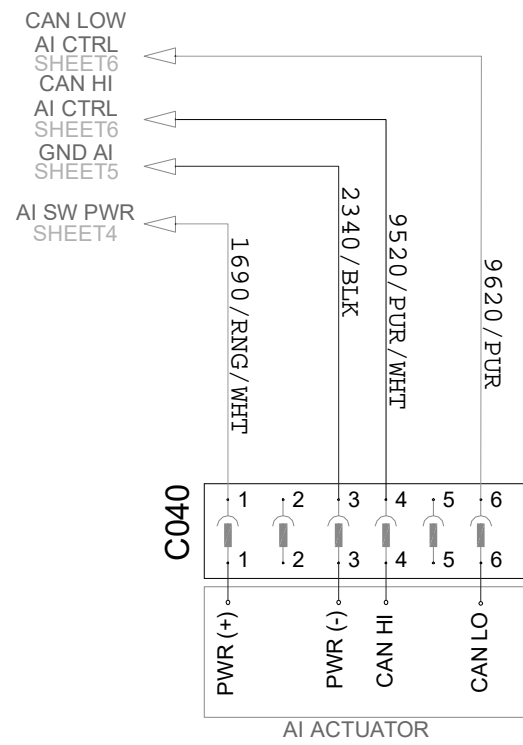 CAN LOW
AI CTRL
SHEET6
CAN HI
AI CTRL
SHEET6
GND AI
SHEET5
AI SW PWR
SHEET4
1690/RNG/WHT
2340/BLK
9520/PUR/WHT
9620/PUR
C040
1 2 3 4 5 6
1 2 3 4 5 6
PWR (+)
PWR (-)
CAN HI
CAN LO
AI ACTUATOR